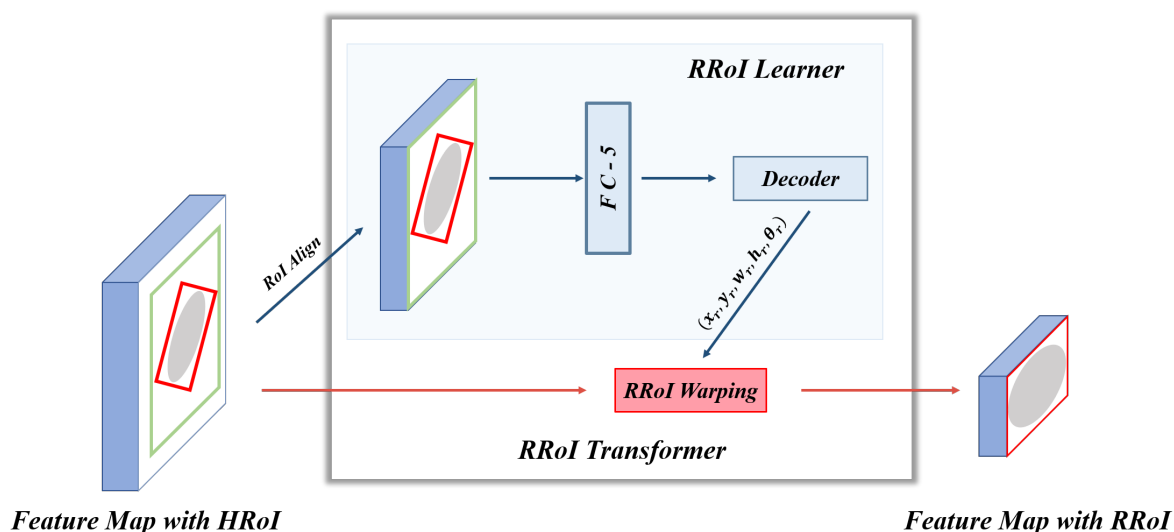 RRoI Learner
FC-5
Decoder
RoI Align
(xᵣ, yᵣ, wᵣ, hᵣ, θᵣ)
RRoI Warping
RRoI Transformer
Feature Map with HRoI
Feature Map with RRoI